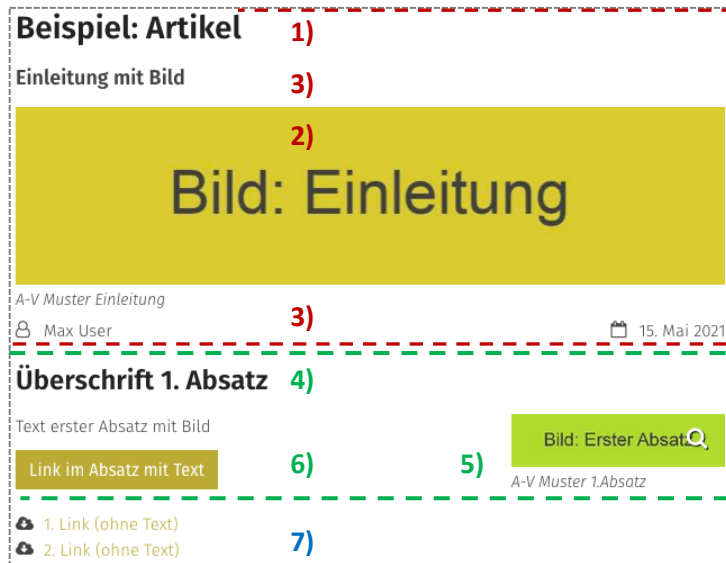 Beispiel: Artikel 1)
Einleitung mit Bild 3)
2)
Bild: Einleitung
A-V Muster Einleitung
3)
Max User 15. Mai 2021
Überschrift 1. Absatz 4)
Text erster Absatz mit Bild
Bild: Erster Absatz
Link im Absatz mit Text 6) 5)
A-V Muster 1.Absatz
1. Link (ohne Text)
2. Link (ohne Text) 7)